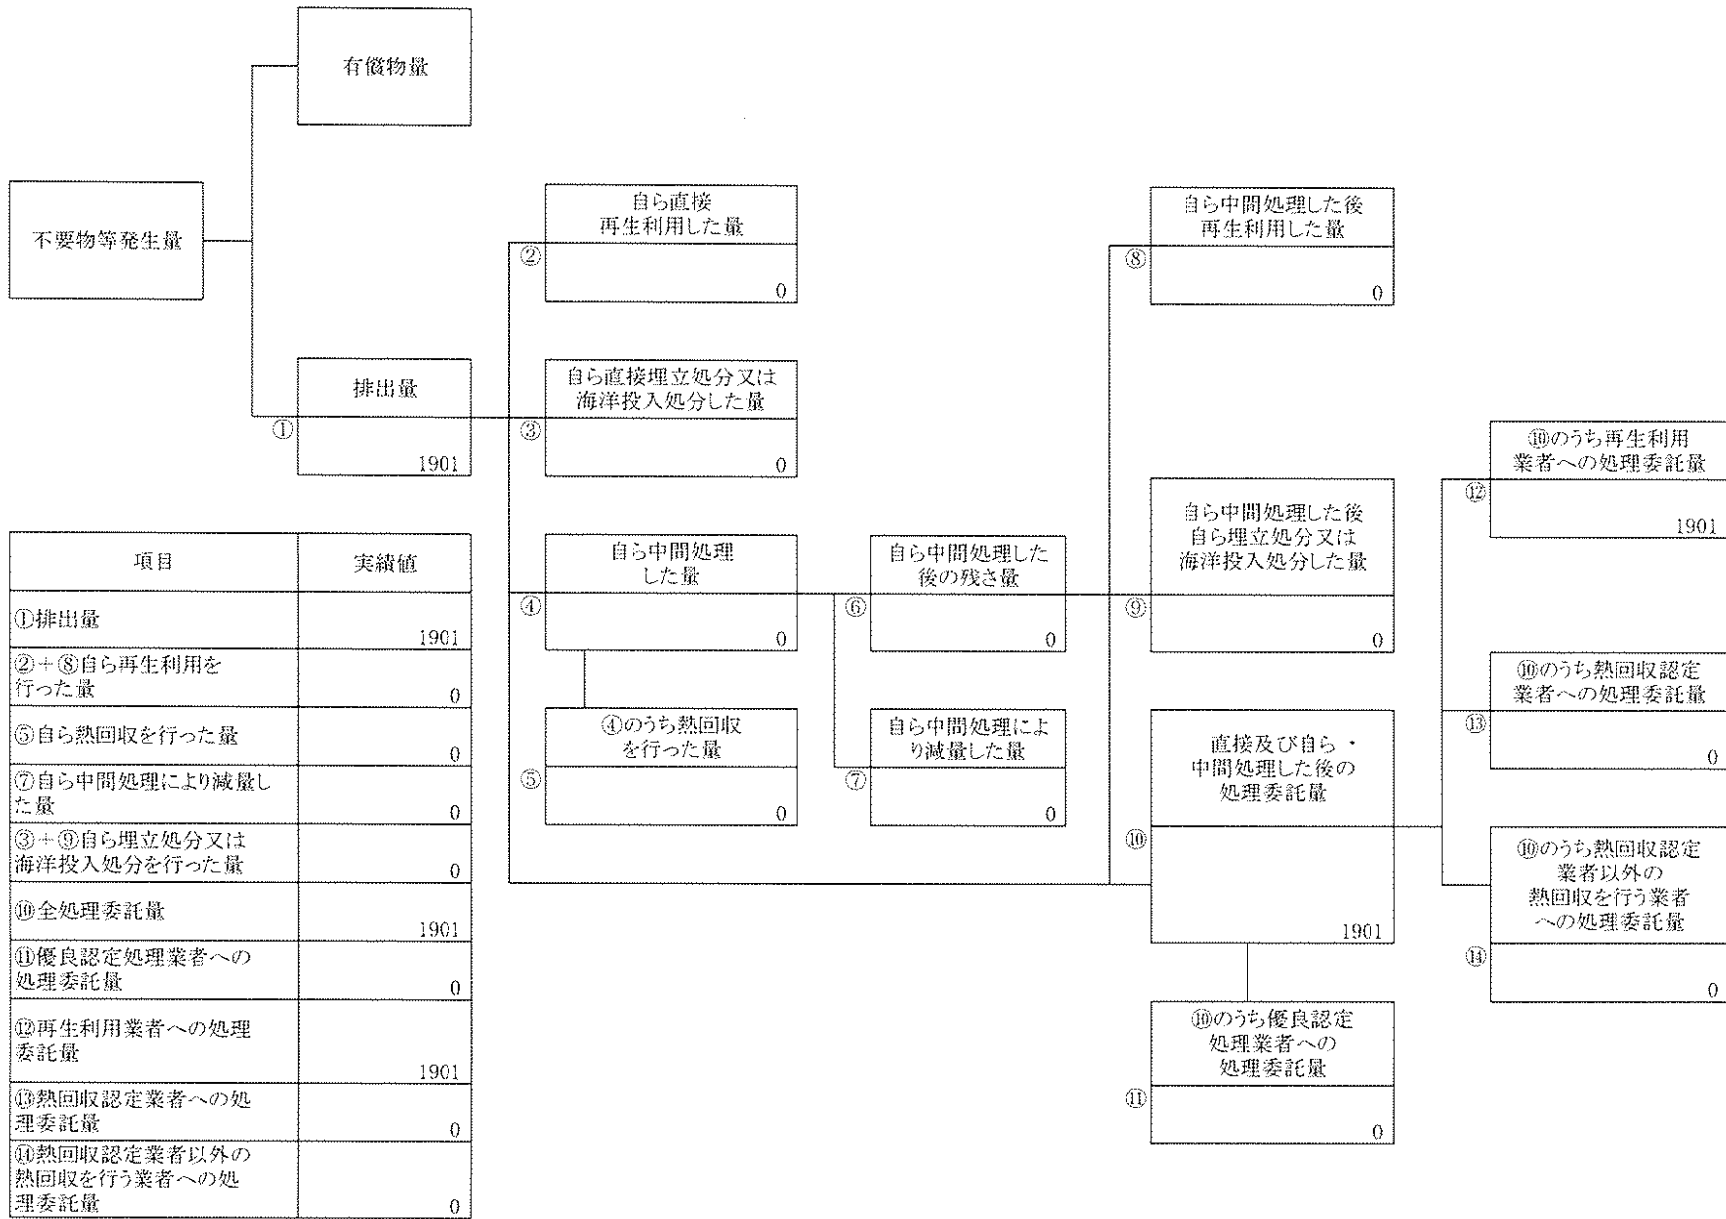 有償物量
不要物等発生量
排出量
①
1901
自ら直接
再生利用した量
②
0
自ら直接埋立処分又は
海洋投入処分した量
③
0
自ら中間処理
した量
④
0
④のうち熱回収
を行った量
⑤
0
自ら中間処理した
後の残さ量
⑥
0
自ら中間処理によ
り減量した量
⑦
0
自ら中間処理した後
再生利用した量
⑧
0
自ら中間処理した後
自ら埋立処分又は
海洋投入処分した量
⑨
0
直接及び自ら・
中間処理した後の
処理委託量
⑩
1901
⑩のうち優良認定
処理業者への
処理委託量
⑪
0
⑩のうち再生利用
業者への処理委託量
⑫
1901
⑩のうち熱回収認定
業者への処理委託量
⑬
0
⑩のうち熱回収認定
業者以外の
熱回収を行う業者
への処理委託量
⑭
0
項目 実績値
①排出量
1901
②+⑧自ら再生利用を
行った量
0
⑤自ら熱回収を行った量
0
⑦自ら中間処理により減量し
た量
0
③+⑨自ら埋立処分又は
海洋投入処分を行った量
0
⑩全処理委託量
1901
⑪優良認定処理業者への
処理委託量
0
⑫再生利用業者への処理
委託量
1901
⑬熱回収認定業者への処
理委託量
0
⑭熱回収認定業者以外の
熱回収を行う業者への処
理委託量
0